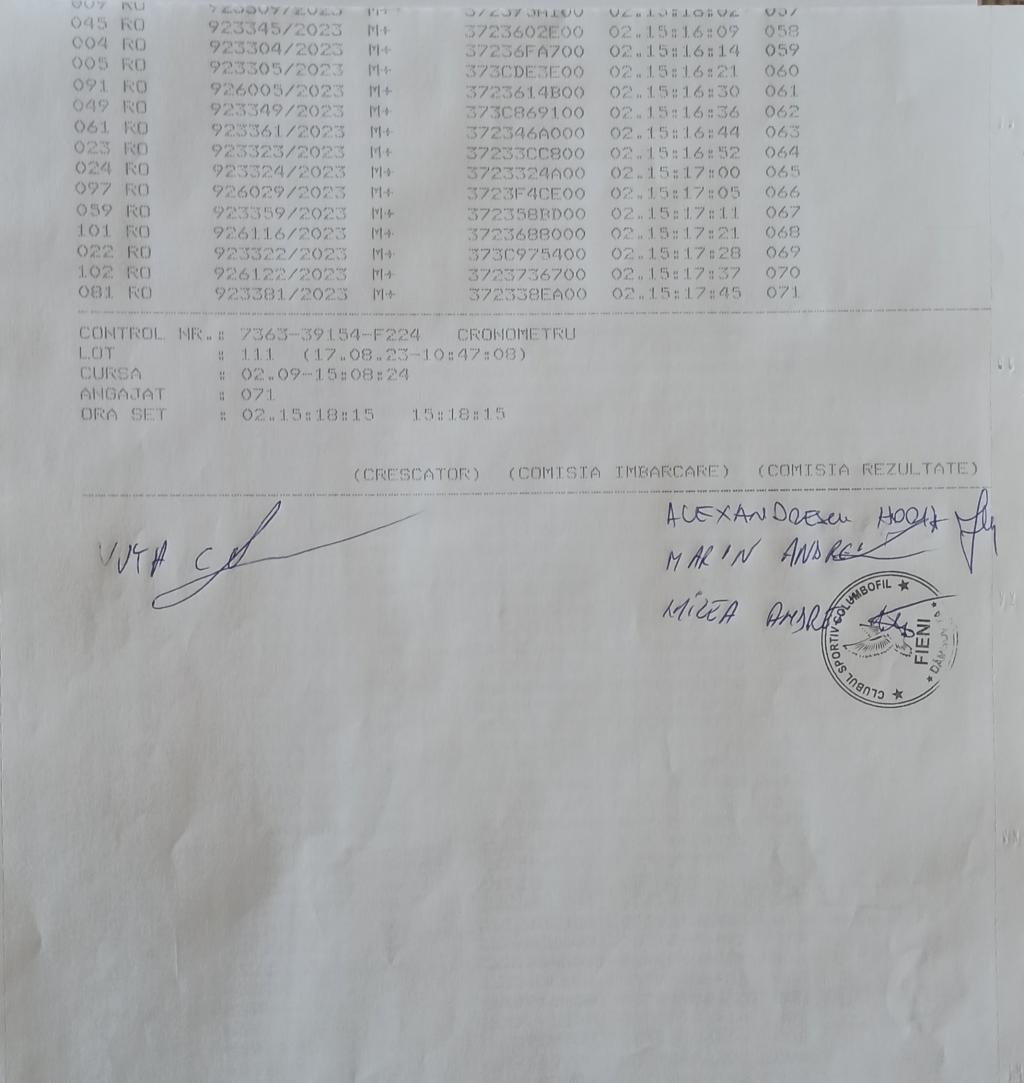 045 RO 923345/2023 M+ 3723602E00 02.15:16:09 058
004 RO 923304/2023 M+ 37236FA700 02.15:16:14 059
005 RO 923305/2023 M+ 373CDE3E00 02.15:16:21 060
091 RO 926005/2023 M+ 3723614B00 02.15:16:30 061
049 RO 923349/2023 M+ 373C869100 02.15:16:36 062
061 RO 923361/2023 M+ 372346A000 02.15:16:44 063
023 RO 923323/2023 M+ 37233CC800 02.15:16:52 064
024 RO 923324/2023 M+ 3723324A00 02.15:17:00 065
097 RO 926029/2023 M+ 3723F4CE00 02.15:17:05 066
059 RO 923359/2023 M+ 372358BD00 02.15:17:11 067
101 RO 926116/2023 M+ 3723688000 02.15:17:21 068
022 RO 923322/2023 M+ 373C975400 02.15:17:28 069
102 RO 926122/2023 M+ 3723736700 02.15:17:37 070
081 RO 923381/2023 M+ 372338EA00 02.15:17:45 071
CONTROL NR.: 7363-39154-F224 CRONOMETRU
LOT : 111 (17.08.23-10:47:08)
CURSA : 02.09-15:08:24
ANGAJAT : 071
ORA SET : 02.15:18:15 15:18:15
(CRESCATOR) (COMISIA IMBARCARE) (COMISIA REZULTATE)
ALEXANDRESCU HORIA
VUTA C
MARIN ANDREI
MIREA ANDREI
CLUBUL SPORTIV COLUMBOFIL
FIENI